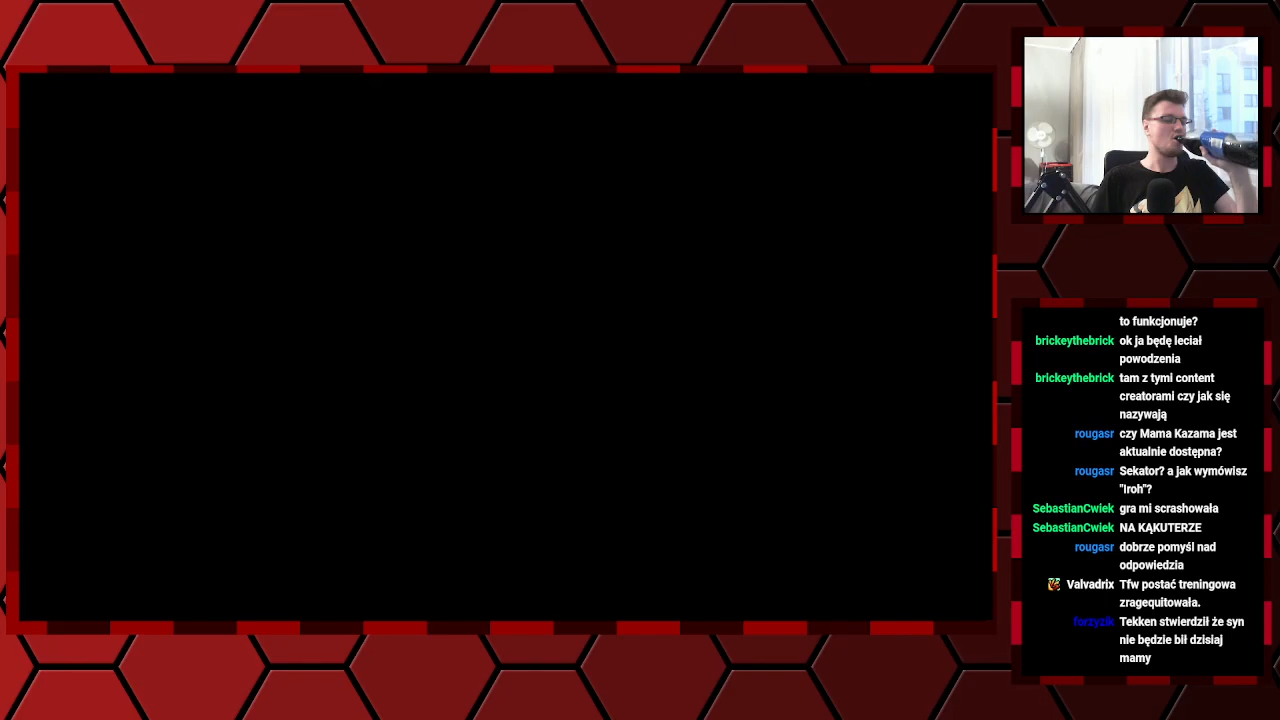 to funkcjonuje?
brickeythebrick ok ja będę leciał
powodzenia
brickeythebrick tam z tymi content
creatorami czy jak się
nazywają
rougasr czy Mama Kazama jest
aktualnie dostępna?
rougasr Sekator? a jak wymówisz
"Iroh"?
SebastianCwiek gra mi scrashowała
SebastianCwiek NA KĄKUTERZE
rougasr dobrze pomyśl nad
odpowiedzia
Valvadrix Tfw postać treningowa
zragequitowała.
forzyzik Tekken stwierdził że syn
nie będzie bił dzisiaj
mamy